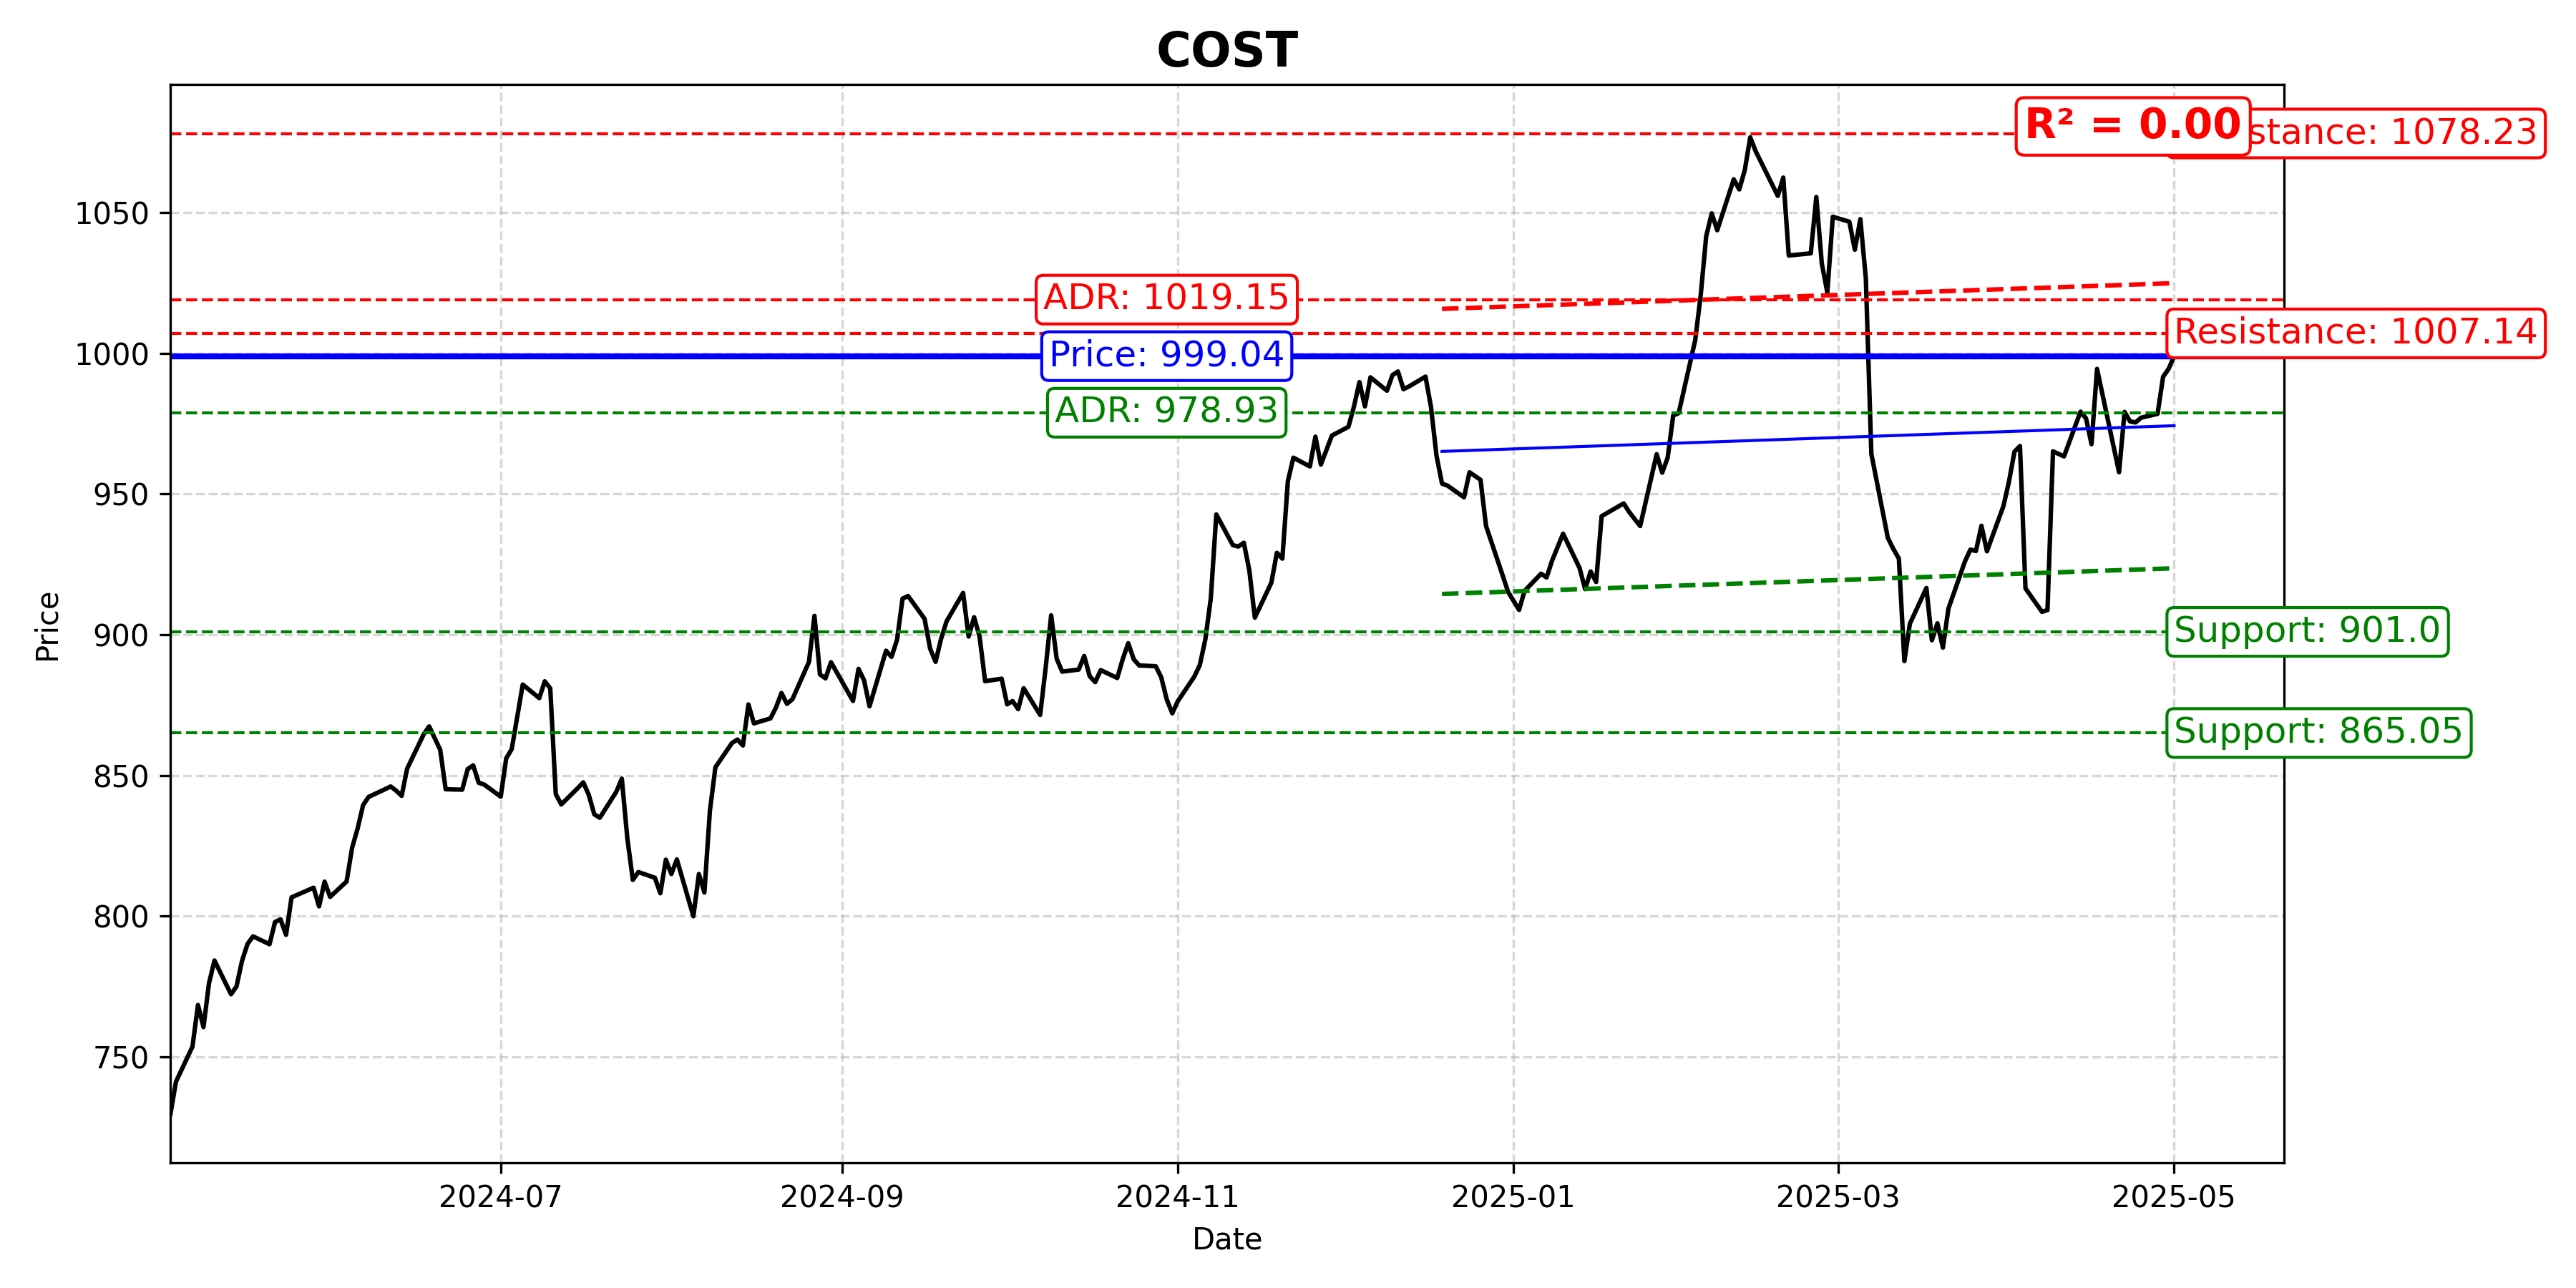 COST
R² = 0.00
stance: 1078.23
1050
ADR: 1019.15
Resistance: 1007.14
1000
Price: 999.04
ADR: 978.93
950
900
Support: 901.0
Support: 865.05
850
800
750
Price
2024-07
2024-09
2024-11
2025-01
2025-03
2025-05
Date